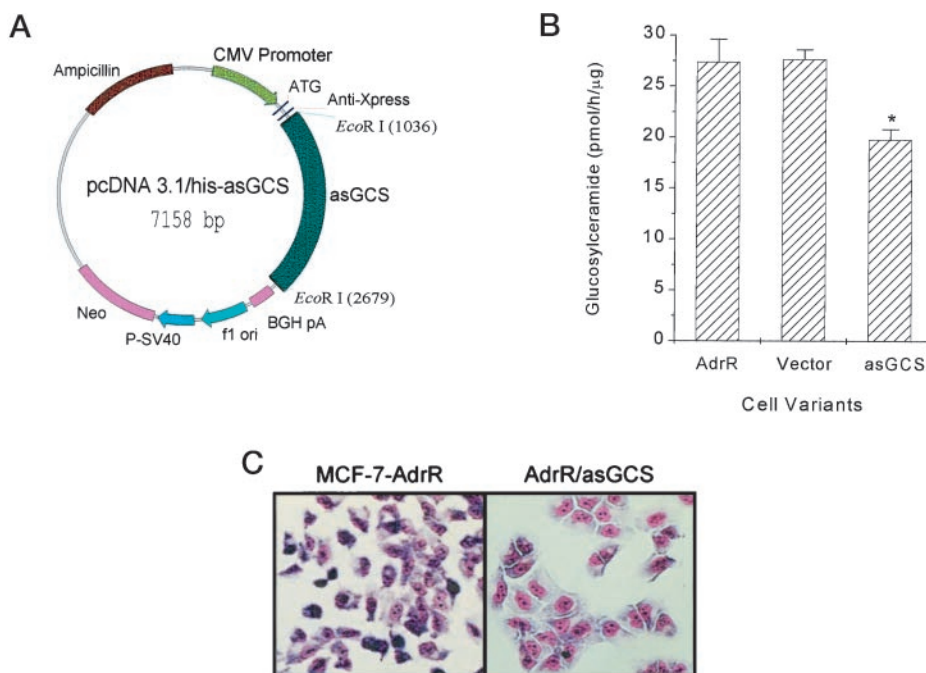 A
CMV Promoter
Ampicillin
ATG
Anti-Xpress
EcoR I (1036)
pcDNA 3.1/his-asGCS
7158 bp
asGCS
EcoR I (2679)
BGH pA
f1 ori
P-SV40
Neo
B
Glucosylceramide (pmol/h/μg)
30
25
20
25
10
5
0
*
AdrR
Vector
asGCS
Cell Variants
C
MCF-7-AdrR
AdrR/asGCS